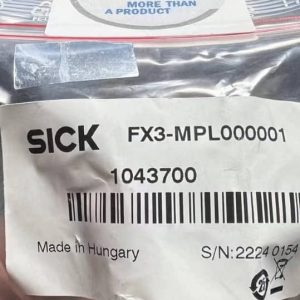 MORE THAN
A PRODUCT
SICK
FX3-MPL000001
1043700
Made in Hungary
S/N:2224 0154